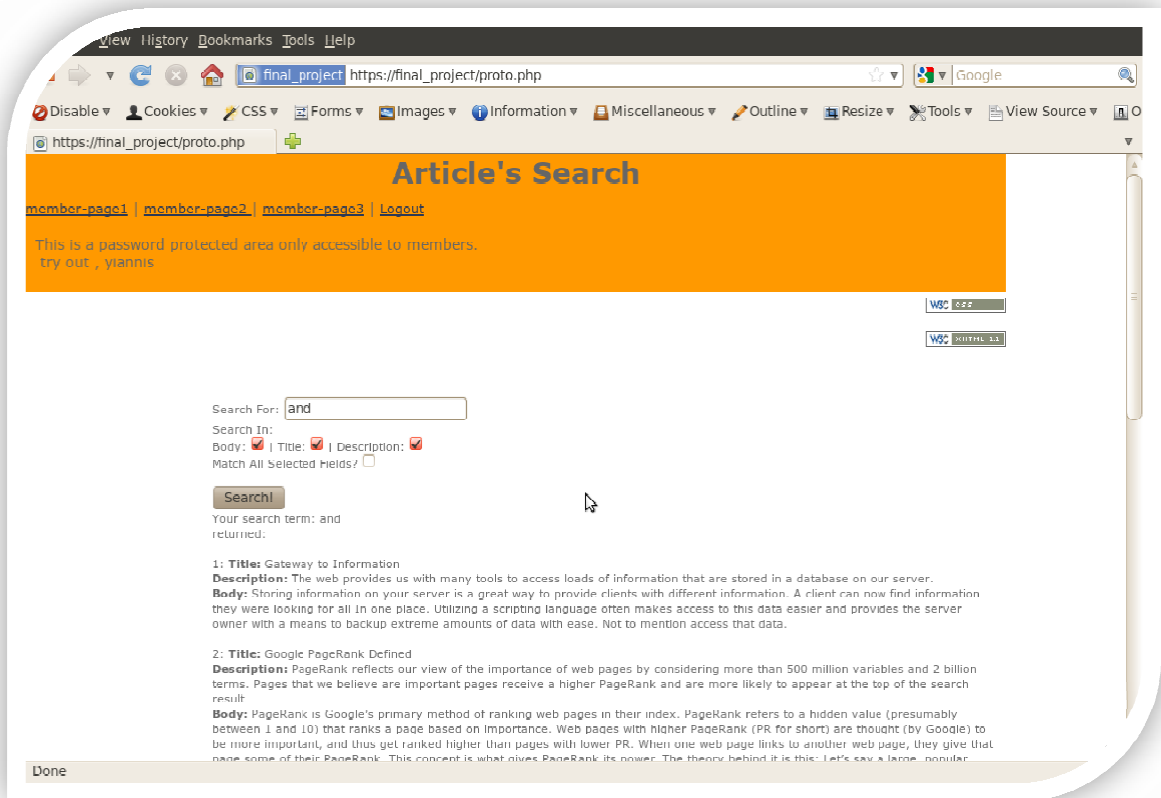 View History Bookmarks Tools Help
final_project https://final_project/proto.php Google
Disable Cookies CSS Forms Images Information Miscellaneous Outline Resize Tools View Source O
https://final_project/proto.php
Article's Search
member-page1 | member-page2 | member-page3 | Logout
This is a password protected area only accessible to members.
try out , yiannis
W3C css
W3C XHTML 1.1
Search For: and
Search In:
Body: | Title: | Description:
Match All Selected Fields?
Search!
Your search term: and
returned:
1: Title: Gateway to Information
Description: The web provides us with many tools to access loads of information that are stored in a database on our server.
Body: Storing information on your server is a great way to provide clients with different information. A client can now find information
they were looking for all in one place. Utilizing a scripting language often makes access to this data easier and provides the server
owner with a means to backup extreme amounts of data with ease. Not to mention access that data.
2: Title: Google PageRank Defined
Description: PageRank reflects our view of the importance of web pages by considering more than 500 million variables and 2 billion
terms. Pages that we believe are important pages receive a higher PageRank and are more likely to appear at the top of the search
result
Body: PageRank is Google's primary method of ranking web pages in their index. PageRank refers to a hidden value (presumably
between 1 and 10) that ranks a page based on importance. Web pages with higher PageRank (PR for short) are thought (by Google) to
be more important, and thus get ranked higher than pages with lower PR. When one web page links to another web page, they give that
page some of their PageRank. This concept is what gives PageRank its power. The theory behind it is this: Let's say a large, popular
Done